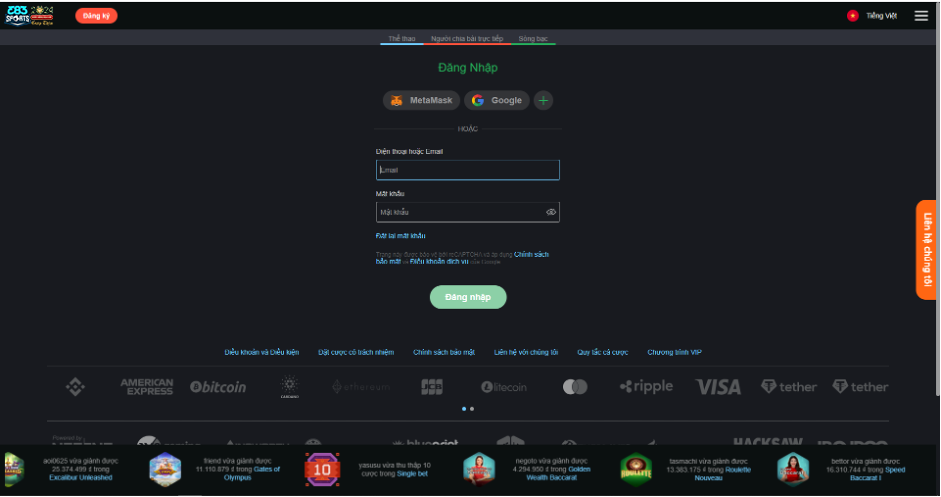 SPORTS
Đăng ký
Tiếng Việt
Thể thao Người chia bài trực tiếp Sòng bạc
Đăng Nhập
MetaMask Google
HOẶC
Điện thoại hoặc Email
Email
Mật khẩu
Mật khẩu
Đặt lại mật khẩu
Trang này được bảo vệ bởi reCAPTCHA và áp dụng Chính sách
bảo mật và Điều khoản dịch vụ của Google.
Đăng nhập
Liên hệ chúng tôi
Điều khoản và Điều kiện Đặt cược có trách nhiệm Chính sách bảo mật Liên hệ với chúng tôi Quy tắc cá cược Chương trình VIP
AMERICAN
EXPRESS
bitcoin
CARDANO
ethereum
JCB
litecoin
ripple
VISA
tether
tether
Powered by
blueprint
HACKSAW
aoi0625 vừa giành được
25.374.499 ₫ trong
Excalibur Unleashed
friend vừa giành được
11.110.879 ₫ trong Gates of
Olympus
10
yasusu vừa thu thập 10
cược trong Single bet
negoto vừa giành được
4.294.950 ₫ trong Golden
Wealth Baccarat
ROULETTE
tasmachi vừa giành được
13.383.175 ₫ trong Roulette
Nouveau
bettor vừa giành được
16.310.744 ₫ trong Speed
Baccarat I